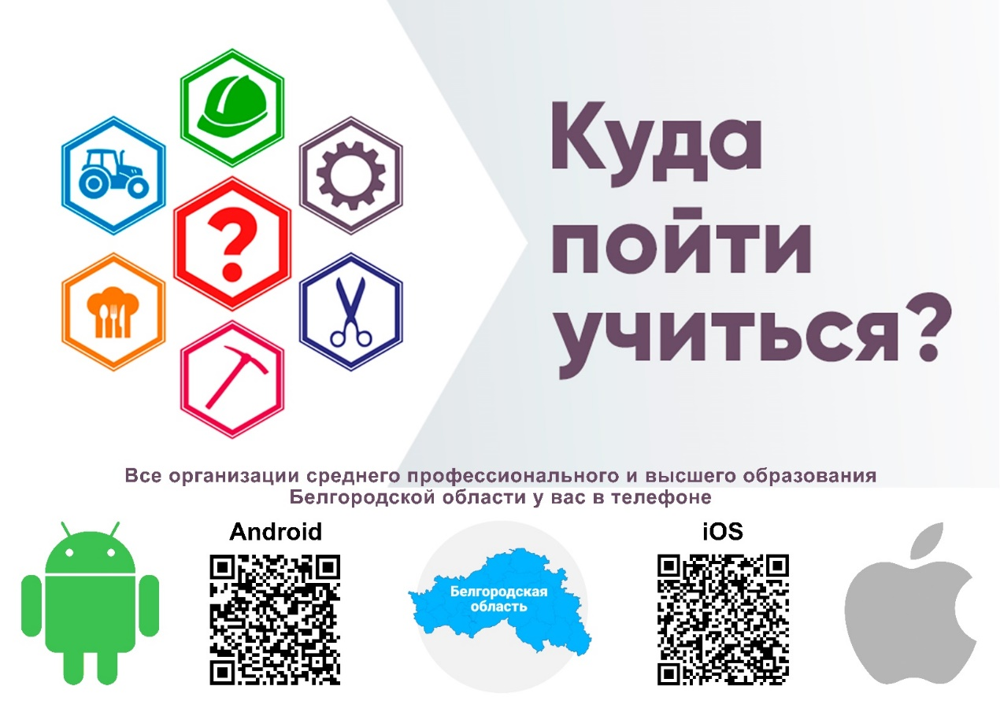 ?
Куда
пойти
учиться?
Все организации среднего профессионального и высшего образования
Белгородской области у вас в телефоне
Android
iOS
Белгородская
область